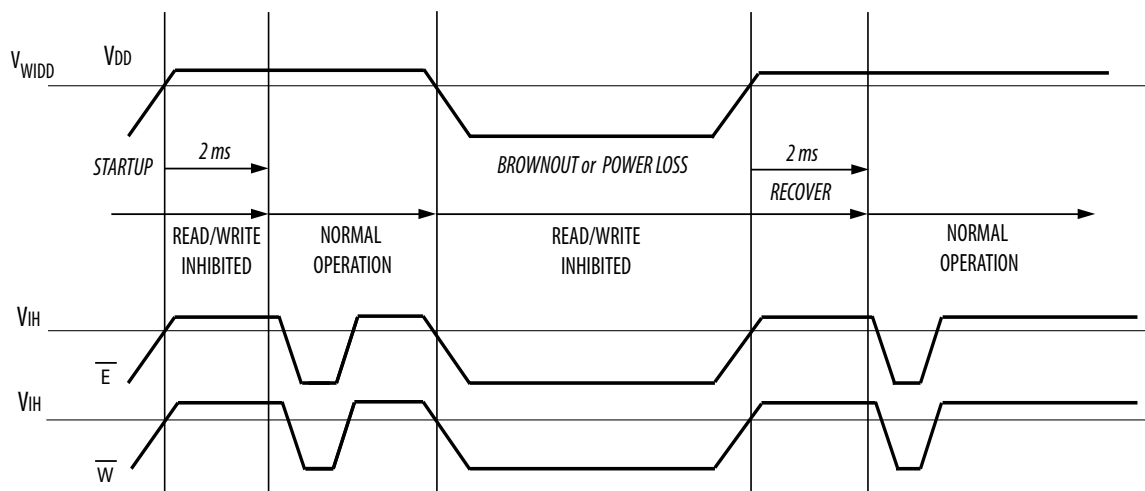 VWIDD VDD
STARTUP 2 ms BROWNOUT or POWER LOSS 2 ms
RECOVER
READ/WRITE
INHIBITED
NORMAL
OPERATION
READ/WRITE
INHIBITED
NORMAL
OPERATION
VIH
E
VIH
W